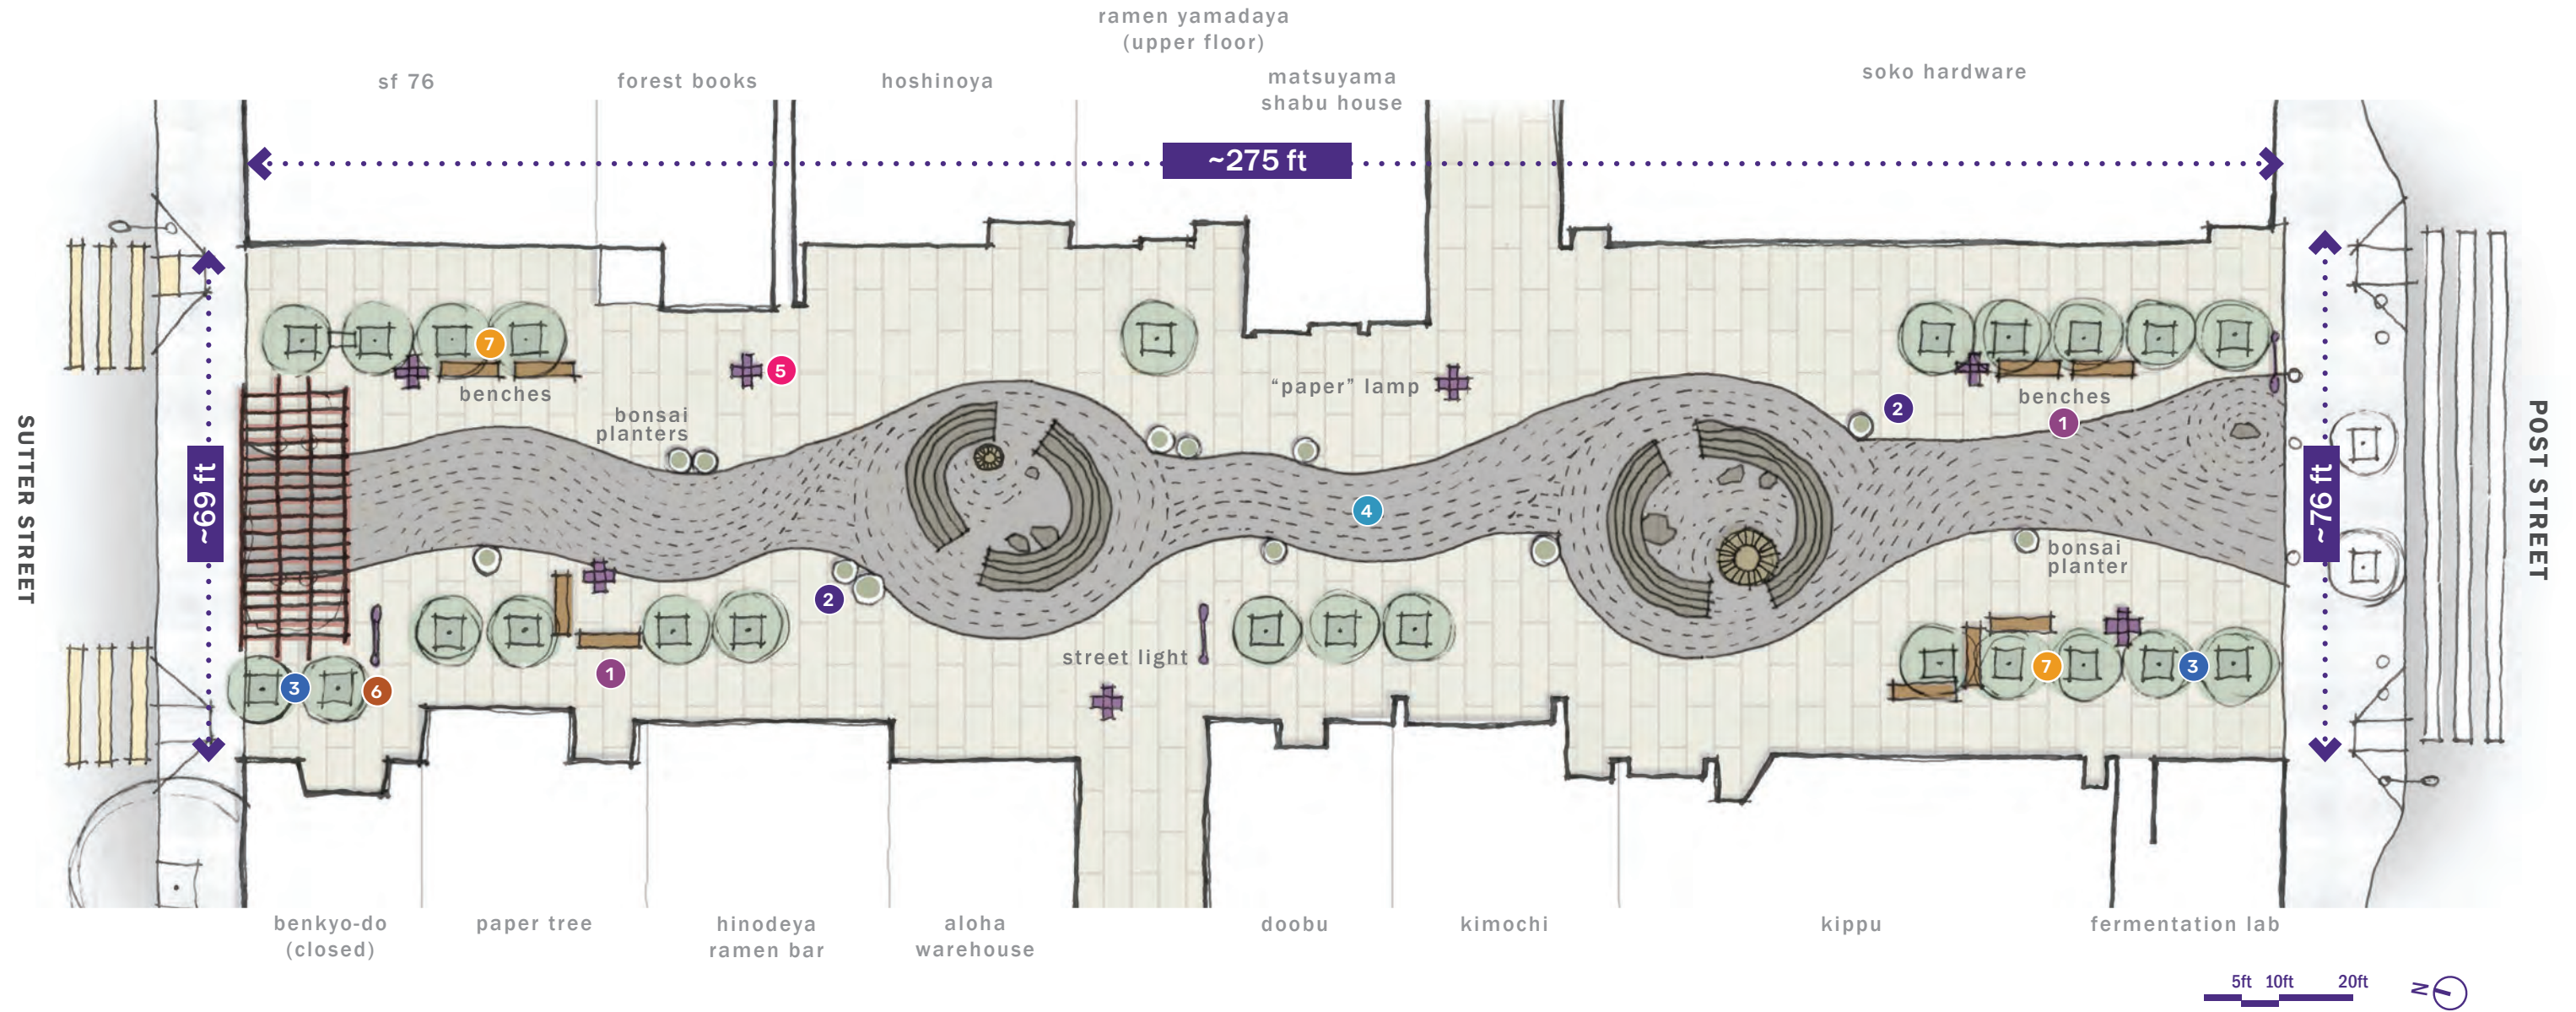 ramen yamadaya
(upper floor)
sf 76
forest books
hoshinoya
matsuyama
shabu house
soko hardware
~275 ft
SUTTER STREET
~69 ft
7
benches
5
bonsai
planters
"paper" lamp
2
benches
1
~76 ft
POST STREET
4
bonsai
planter
2
street light
1
3
6
7
3
benkyo-do
(closed)
paper tree
hinodeya
ramen bar
aloha
warehouse
doobu
kimochi
kippu
fermentation lab
5ft 10ft 20ft
N